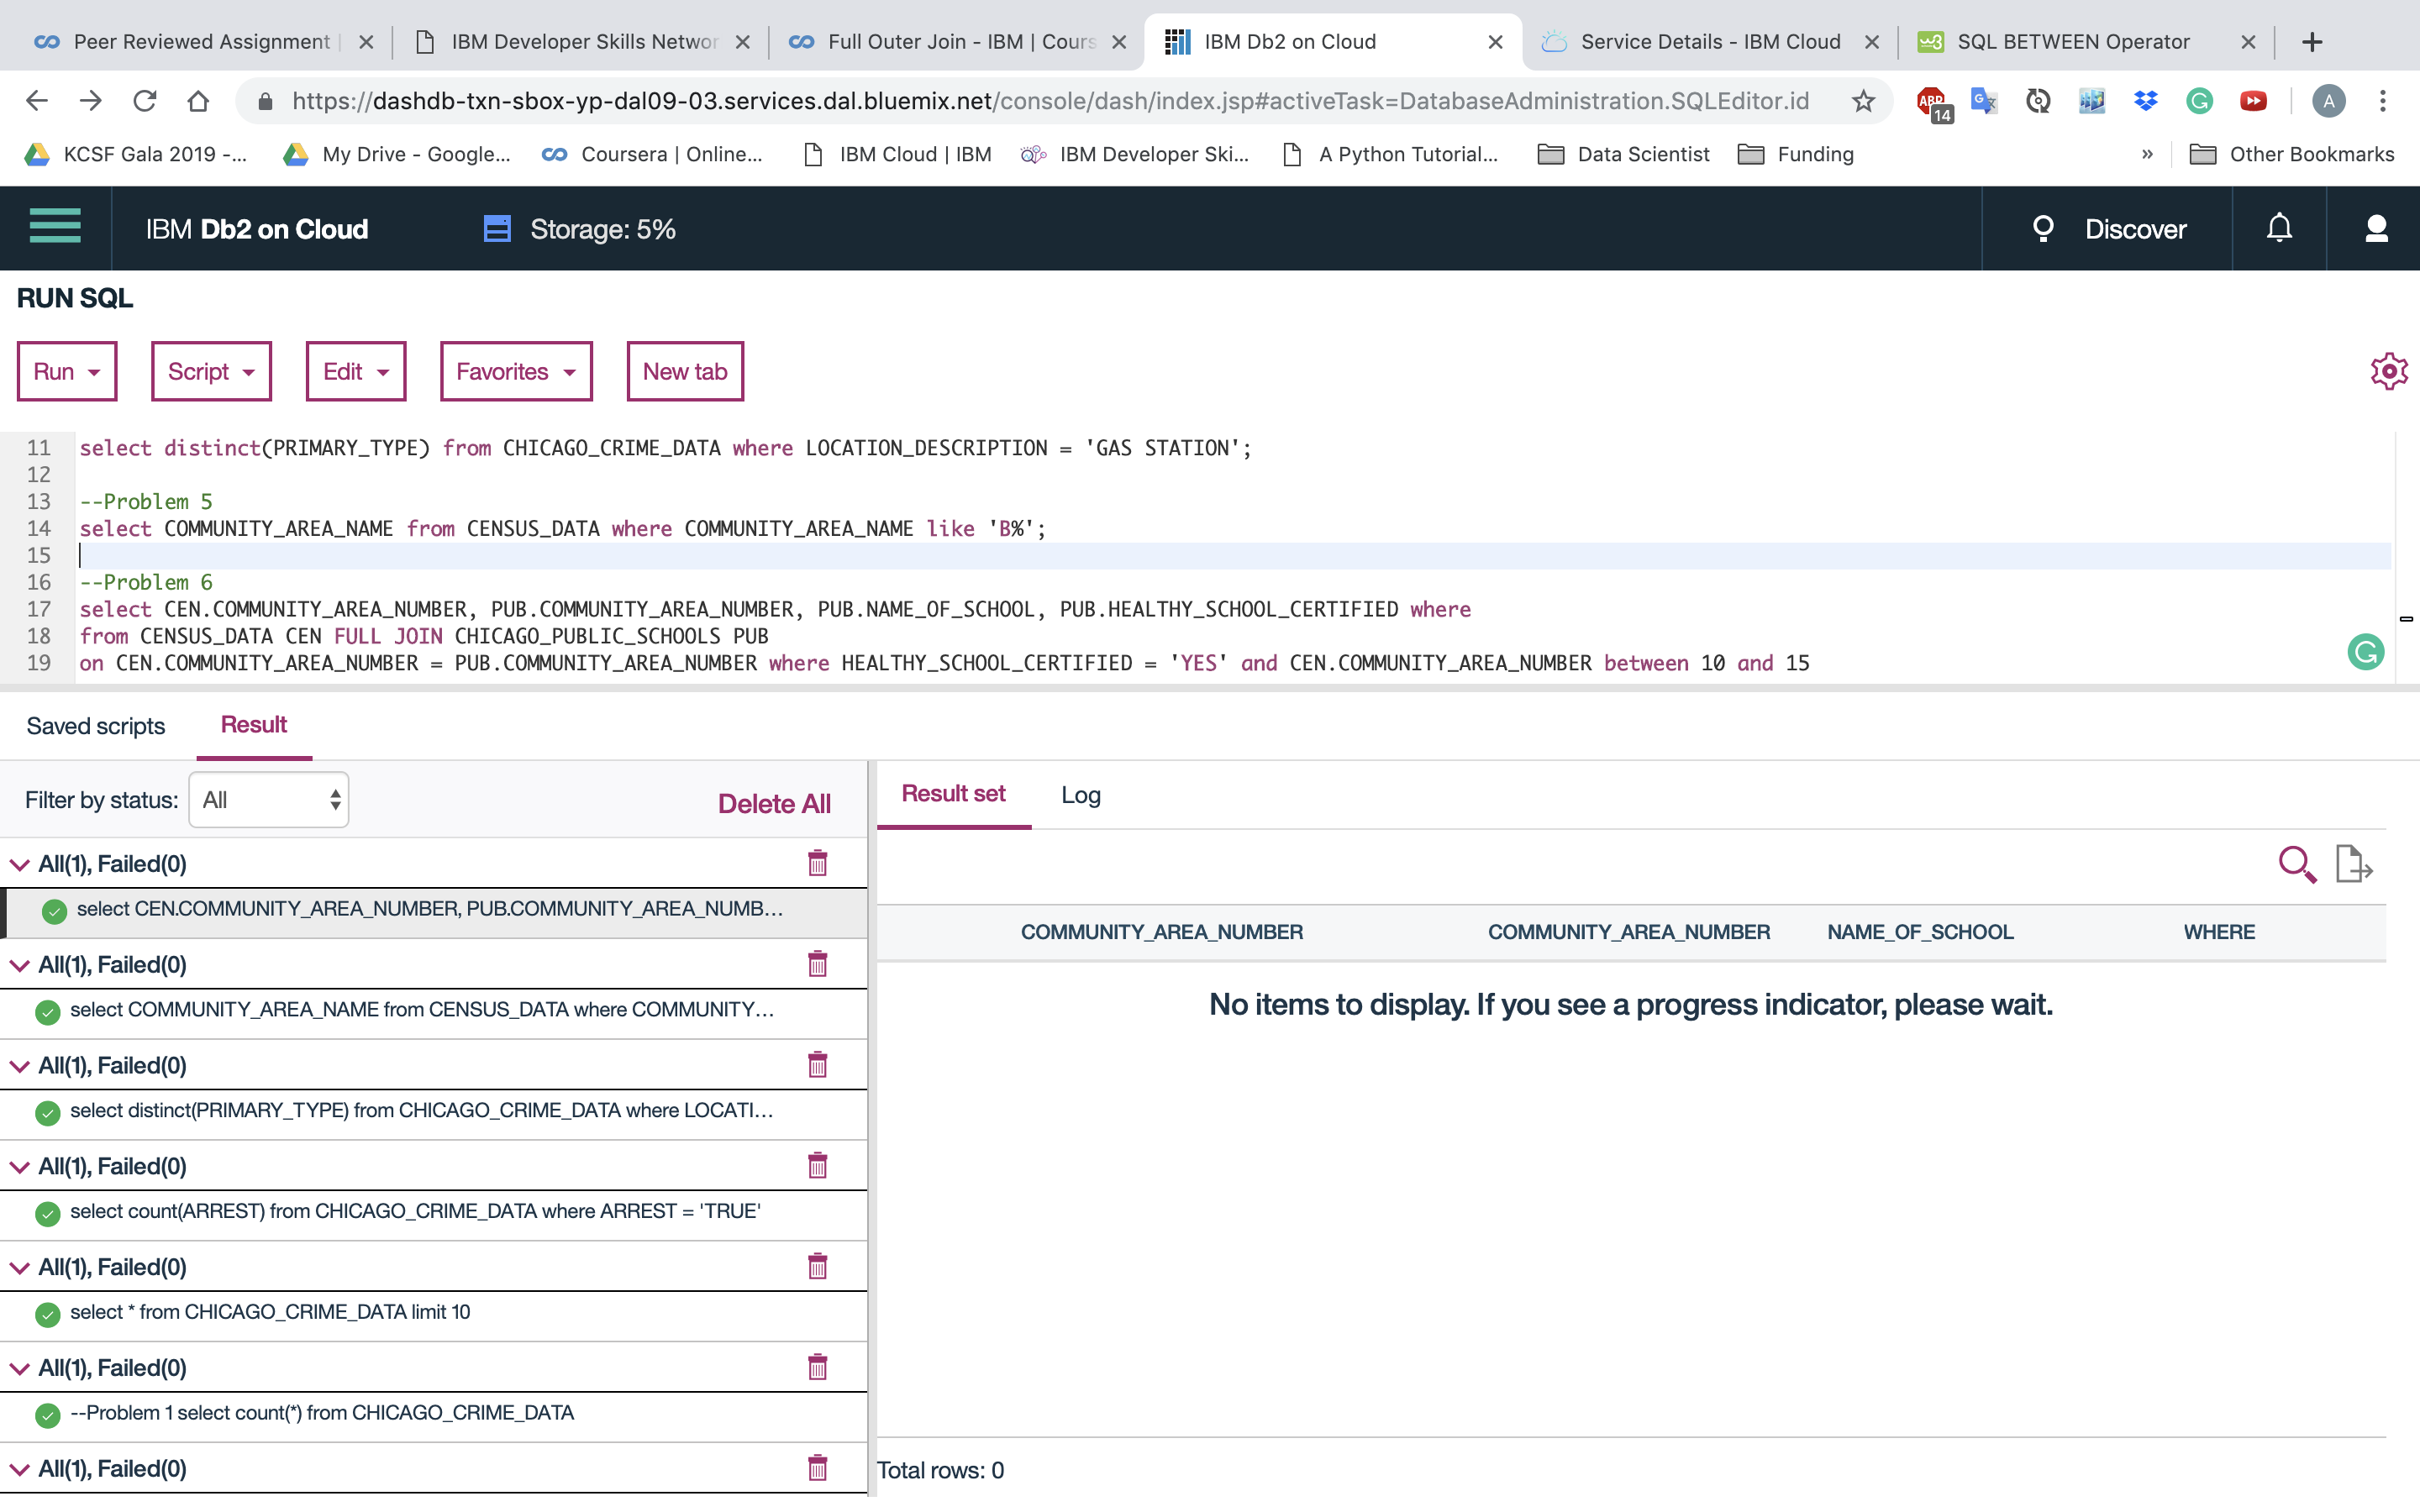 Peer Reviewed Assignment
IBM Developer Skills Networ
Full Outer Join - IBM | Cours
IBM Db2 on Cloud
Service Details - IBM Cloud
SQL BETWEEN Operator
https://dashdb-txn-sbox-yp-dal09-03.services.dal.bluemix.net/console/dash/index.jsp#activeTask=DatabaseAdministration.SQLEditor.id
ABP
14
A
KCSF Gala 2019 -...
My Drive - Google...
Coursera | Online...
IBM Cloud | IBM
IBM Developer Ski...
A Python Tutorial...
Data Scientist
Funding
»
Other Bookmarks
IBM Db2 on Cloud
Storage: 5%
Discover
RUN SQL
Run
Script
Edit
Favorites
New tab
11 select distinct(PRIMARY_TYPE) from CHICAGO_CRIME_DATA where LOCATION_DESCRIPTION = 'GAS STATION';
12
13 --Problem 5
14 select COMMUNITY_AREA_NAME from CENSUS_DATA where COMMUNITY_AREA_NAME like 'B%';
15
16 --Problem 6
17 select CEN.COMMUNITY_AREA_NUMBER, PUB.COMMUNITY_AREA_NUMBER, PUB.NAME_OF_SCHOOL, PUB.HEALTHY_SCHOOL_CERTIFIED where
18 from CENSUS_DATA CEN FULL JOIN CHICAGO_PUBLIC_SCHOOLS PUB
19 on CEN.COMMUNITY_AREA_NUMBER = PUB.COMMUNITY_AREA_NUMBER where HEALTHY_SCHOOL_CERTIFIED = 'YES' and CEN.COMMUNITY_AREA_NUMBER between 10 and 15
Saved scripts
Result
Filter by status:
All
Delete All
All(1), Failed(0)
select CEN.COMMUNITY_AREA_NUMBER, PUB.COMMUNITY_AREA_NUMB...
All(1), Failed(0)
select COMMUNITY_AREA_NAME from CENSUS_DATA where COMMUNITY...
All(1), Failed(0)
select distinct(PRIMARY_TYPE) from CHICAGO_CRIME_DATA where LOCATI...
All(1), Failed(0)
select count(ARREST) from CHICAGO_CRIME_DATA where ARREST = 'TRUE'
All(1), Failed(0)
select * from CHICAGO_CRIME_DATA limit 10
All(1), Failed(0)
--Problem 1 select count(*) from CHICAGO_CRIME_DATA
All(1), Failed(0)
Result set
Log
COMMUNITY_AREA_NUMBER
COMMUNITY_AREA_NUMBER
NAME_OF_SCHOOL
WHERE
No items to display. If you see a progress indicator, please wait.
Total rows: 0